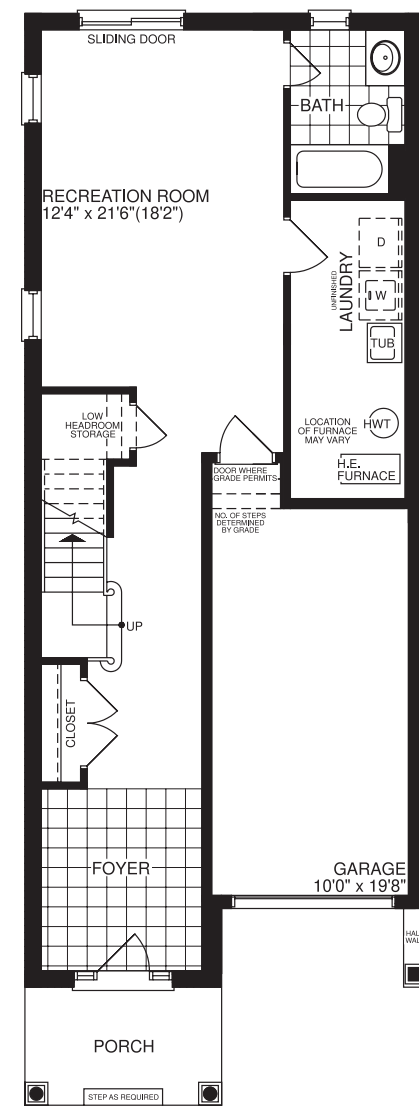 SLIDING DOOR
BATH
RECREATION ROOM
12'4" x 21'6"(18'2")
D
UNFINISHED
LAUNDRY
W
TUB
LOW
HEADROOM
STORAGE
LOCATION
OF FURNACE
MAY VARY
HWT
H.E.
FURNACE
DOOR WHERE
GRADE PERMITS
NO. OF STEPS
DETERMINED
BY GRADE
UP
CLOSET
FOYER
GARAGE
10'0" x 19'8"
HAL
WAL
PORCH
STEP AS REQUIRED